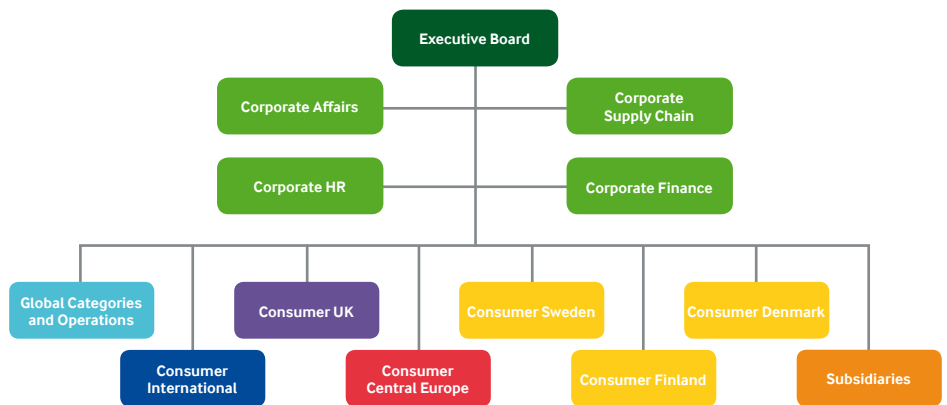 Executive Board
Corporate Affairs
Corporate
Supply Chain
Corporate HR
Corporate Finance
Global Categories
and Operations
Consumer UK
Consumer Sweden
Consumer Denmark
Consumer
International
Consumer
Central Europe
Consumer Finland
Subsidiaries